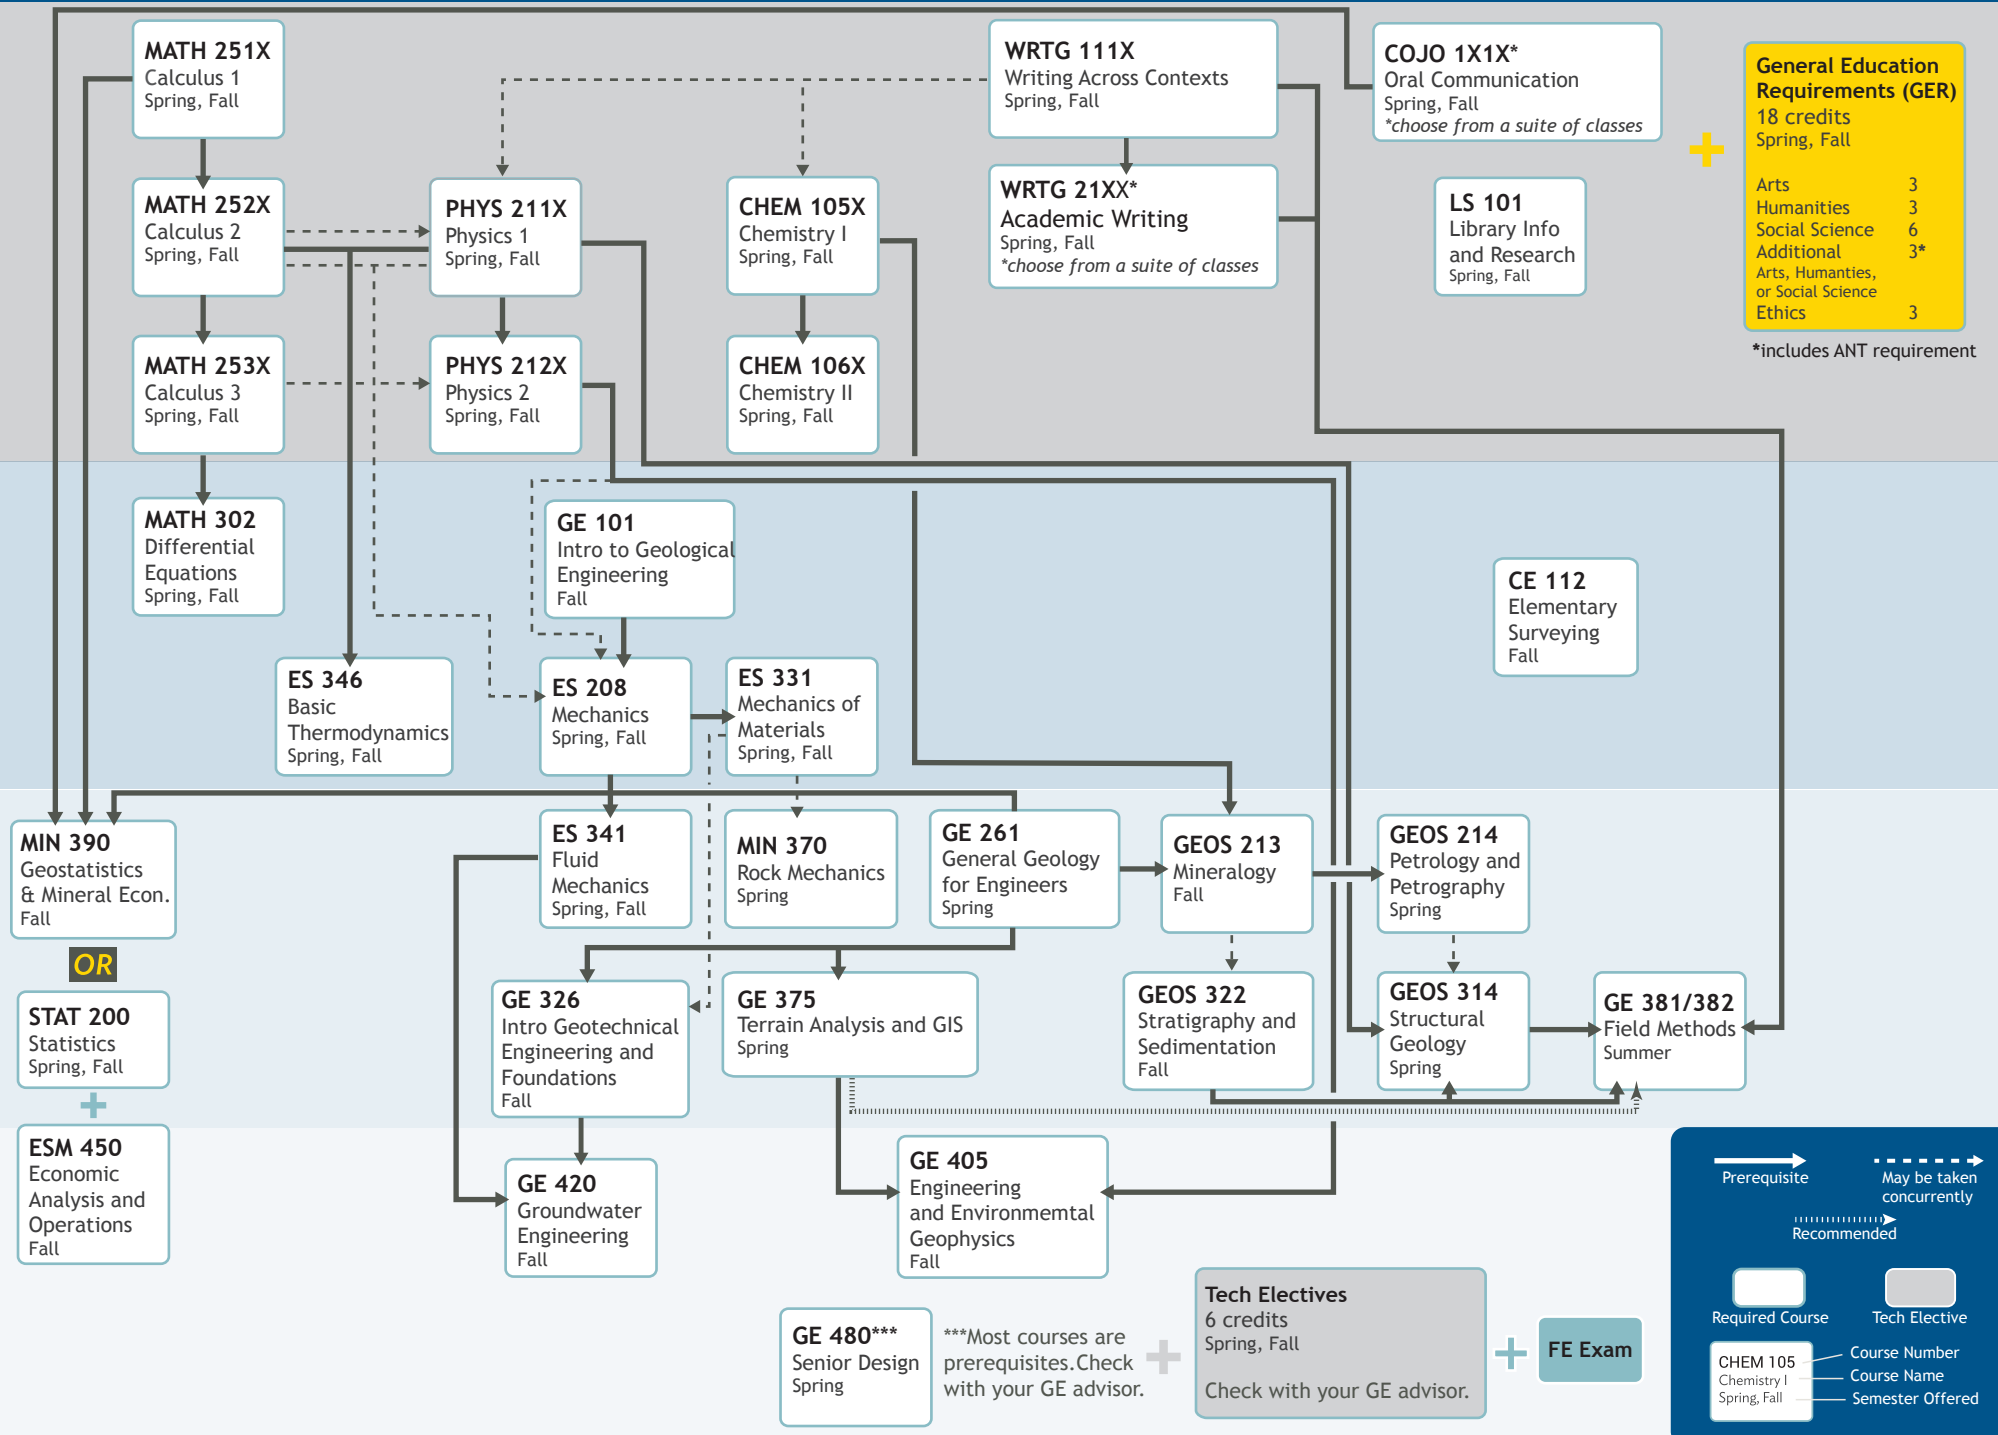 MATH 251X
Calculus 1
Spring, Fall
WRTG 111X
Writing Across Contexts
Spring, Fall
COJO 1X1X*
Oral Communication
Spring, Fall
*choose from a suite of classes
General Education
Requirements (GER)
18 credits
Spring, Fall
Arts 3
Humanities 3
Social Science 6
Additional 3*
Arts, Humanties,
or Social Science
Ethics 3
*includes ANT requirement
MATH 252X
Calculus 2
Spring, Fall
PHYS 211X
Physics 1
Spring, Fall
CHEM 105X
Chemistry I
Spring, Fall
WRTG 21XX*
Academic Writing
Spring, Fall
*choose from a suite of classes
LS 101
Library Info
and Research
Spring, Fall
MATH 253X
Calculus 3
Spring, Fall
PHYS 212X
Physics 2
Spring, Fall
CHEM 106X
Chemistry II
Spring, Fall
MATH 302
Differential
Equations
Spring, Fall
GE 101
Intro to Geological
Engineering
Fall
CE 112
Elementary
Surveying
Fall
ES 346
Basic
Thermodynamics
Spring, Fall
ES 208
Mechanics
Spring, Fall
ES 331
Mechanics of
Materials
Spring, Fall
MIN 390
Geostatistics
& Mineral Econ.
Fall
ES 341
Fluid
Mechanics
Spring, Fall
MIN 370
Rock Mechanics
Spring
GE 261
General Geology
for Engineers
Spring
GEOS 213
Mineralogy
Fall
GEOS 214
Petrology and
Petrography
Spring
OR
STAT 200
Statistics
Spring, Fall
GE 326
Intro Geotechnical
Engineering and
Foundations
Fall
GE 375
Terrain Analysis and GIS
Spring
GEOS 322
Stratigraphy and
Sedimentation
Fall
GEOS 314
Structural
Geology
Spring
GE 381/382
Field Methods
Summer
ESM 450
Economic
Analysis and
Operations
Fall
GE 420
Groundwater
Engineering
Fall
GE 405
Engineering
and Environmemtal
Geophysics
Fall
GE 480***
Senior Design
Spring
***Most courses are
prerequisites.Check
with your GE advisor.
Tech Electives
6 credits
Spring, Fall
Check with your GE advisor.
FE Exam
Prerequisite
May be taken
concurrently
Recommended
Required Course
Tech Elective
CHEM 105
Chemistry I
Spring, Fall
Course Number
Course Name
Semester Offered